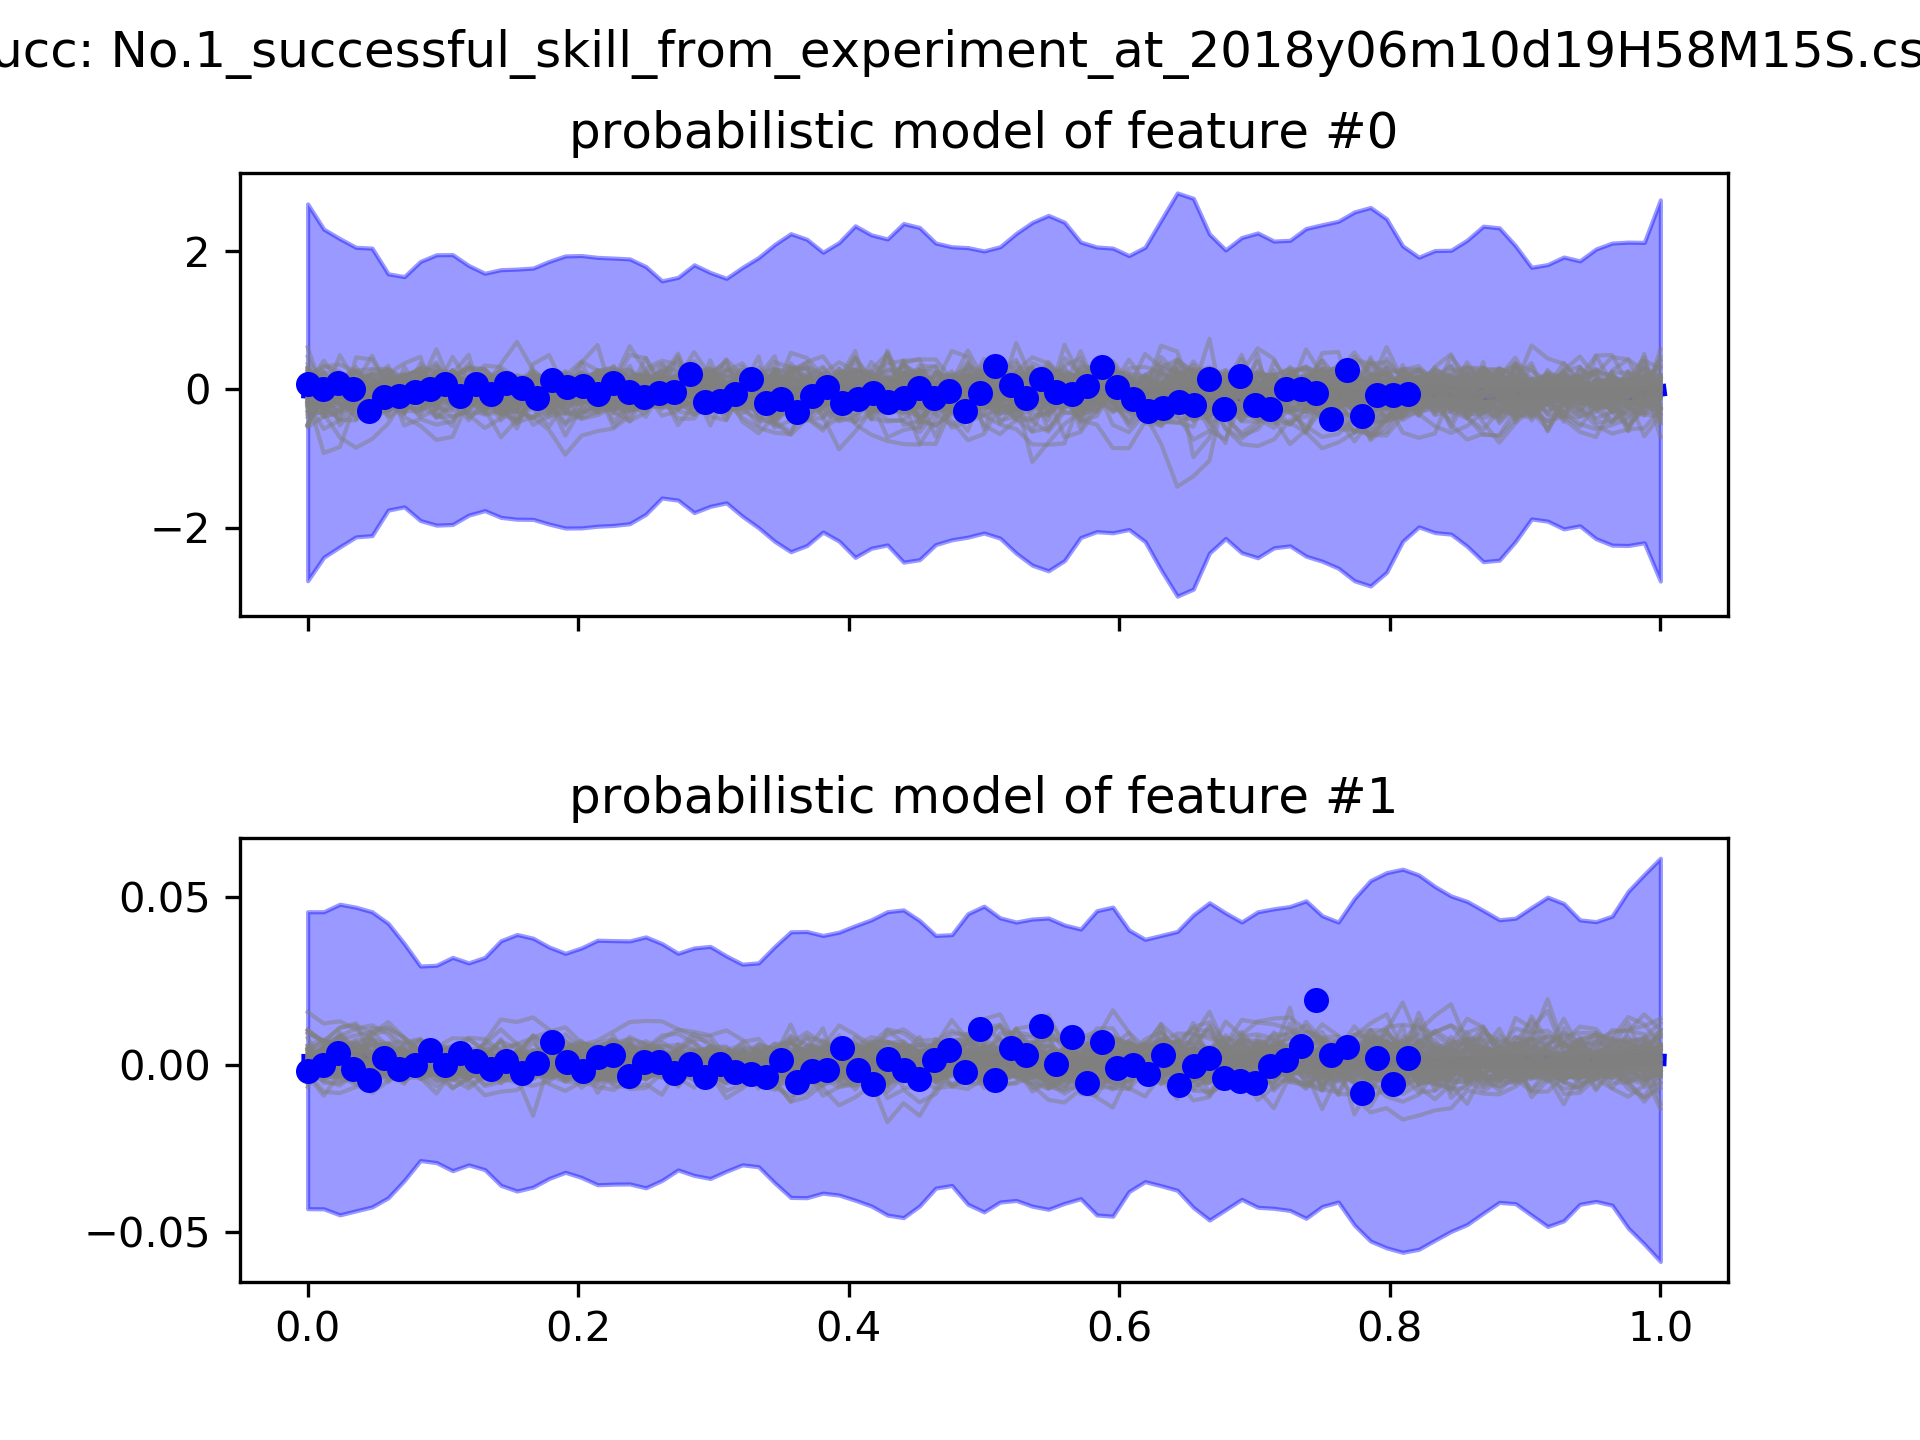 ucc: No.1_successful_skill_from_experiment_at_2018y06m10d19H58M15S.cs
probabilistic model of feature #0
2
0
−2
probabilistic model of feature #1
0.05
0.00
−0.05
0.0 0.2 0.4 0.6 0.8 1.0